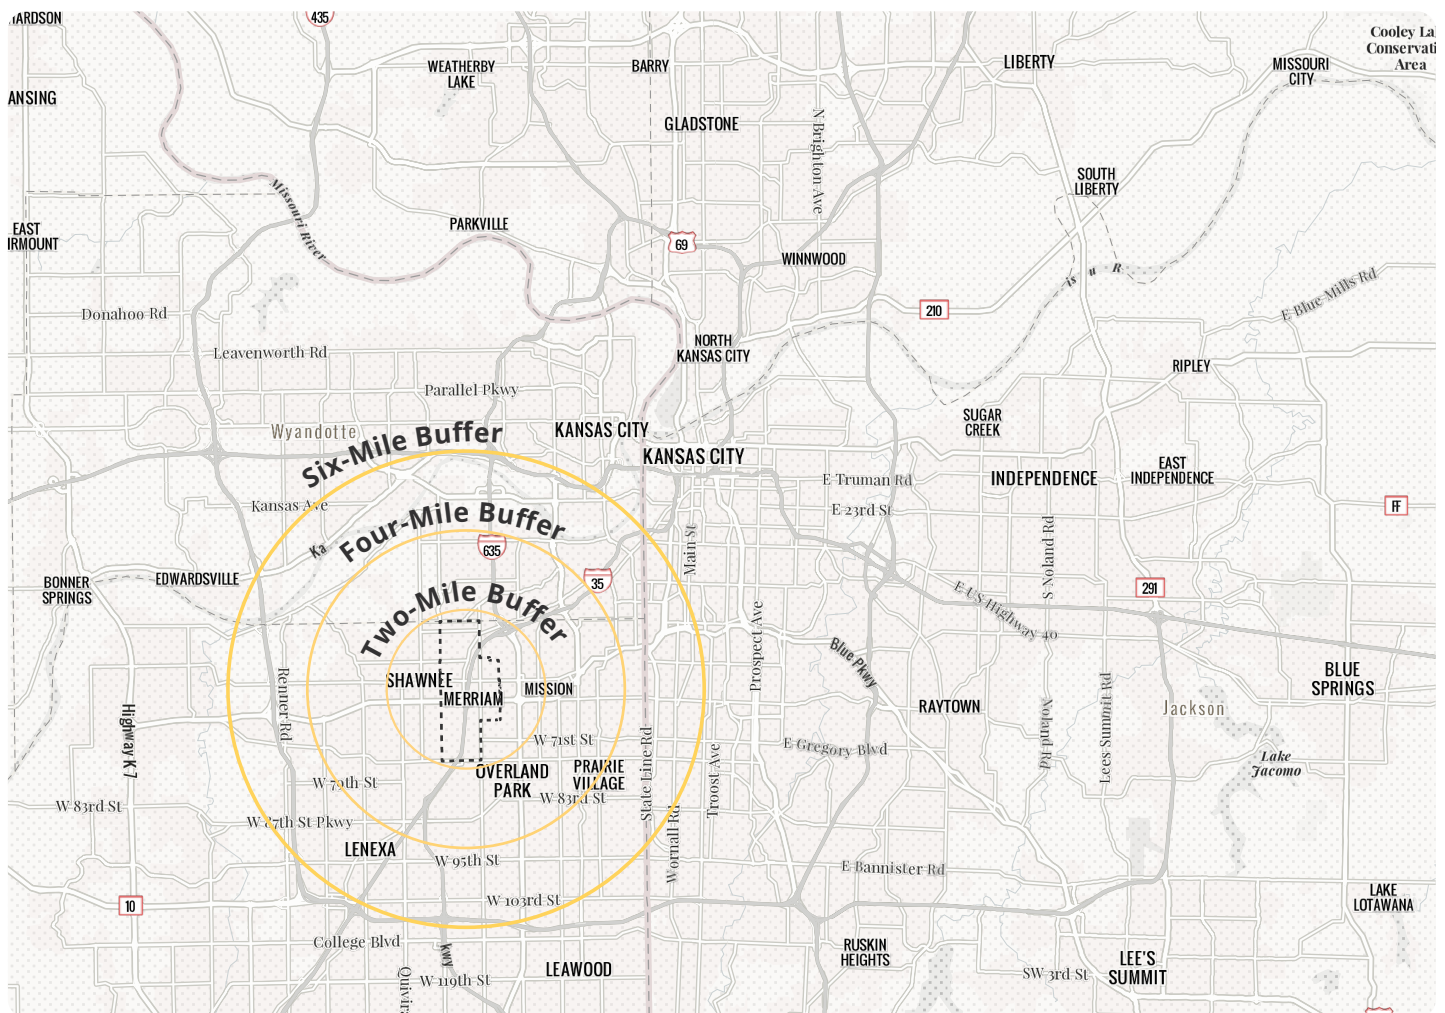 435
WEATHERBY
LAKE
BARRY
LIBERTY
MISSOURI
CITY
Area
ANSING
GLADSTONE
N Brighton Ave
SOUTH
LIBERTY
Missouri River
EAST
PARKVILLE
69
WINNWOOD
is u R
E Blue Mills Rd
Donahoo Rd
210
Leavenworth Rd
NORTH
KANSAS CITY
RIPLEY
Parallel Pkwy
SUGAR
CREEK
Wyandotte
Six-Mile Buffer
KANSAS CITY
KANSAS CITY
E Truman Rd
INDEPENDENCE
EAST
INDEPENDENCE
Kansas Ave
E 23rd St
FF
Four-Mile Buffer
Ka
635
Main St
S Noland Rd
BONNER
SPRINGS
EDWARDSVILLE
35
291
Two-Mile Buffer
E US Highway 40
Prospect Ave
Blue Pkwy
SHAWNEE
MERRIAM
MISSION
BLUE
SPRINGS
Renner Rd
Highway K-7
RAYTOWN
Noland Rd
Lees Summit Rd
Jackson
W 71st St
E Gregory Blvd
State Line Rd
Troost Ave
Lake
Jacomo
OVERLAND
PARK
PRAIRIE
VILLAGE
W 79th St
W 83rd St
W 83rd St
W 87th St Pkwy
Wornall Rd
LENEXA
W 95th St
E Bannister Rd
10
W 103rd St
LAKE
LOTAWANA
College Blvd
kwy
RUSKIN
HEIGHTS
LEAWOOD
W 119th St
Quivir
SW 3rd St
LEE'S
SUMMIT